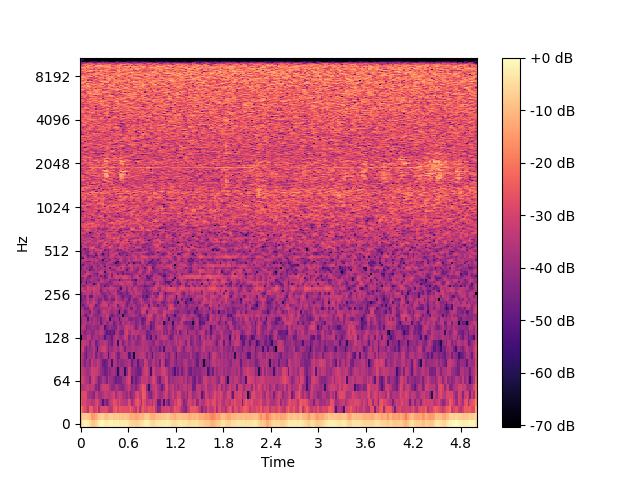 Hz
8192
4096
2048
1024
512
256
128
64
0
0 0.6 1.2 1.8 2.4 3 3.6 4.2 4.8
Time
+0 dB
-10 dB
-20 dB
-30 dB
-40 dB
-50 dB
-60 dB
-70 dB